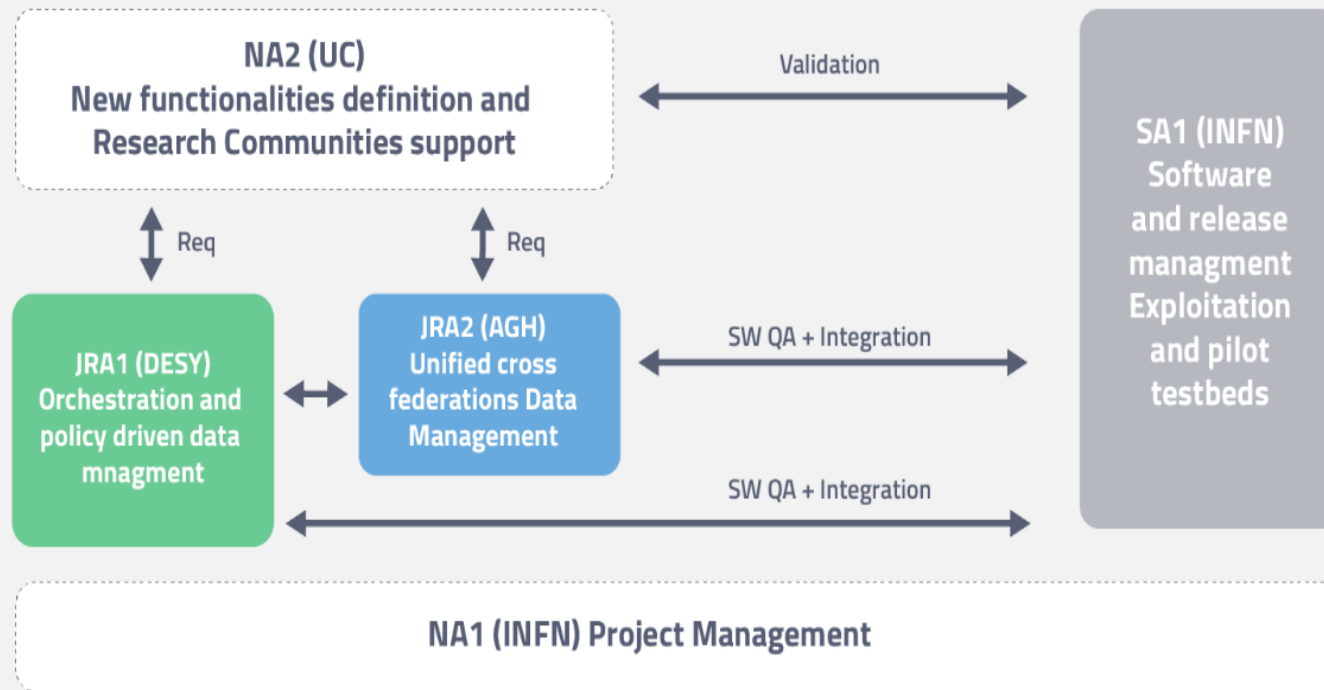 NA2 (UC)
New functionalities definition and
Research Communities support
Validation
SA1 (INFN)
Software
and release
managment
Exploitation
and pilot
testbeds
Req
Req
JRA1 (DESY)
Orchestration and
policy driven data
mnagment
JRA2 (AGH)
Unified cross
federations Data
Management
SW QA + Integration
SW QA + Integration
NA1 (INFN) Project Management